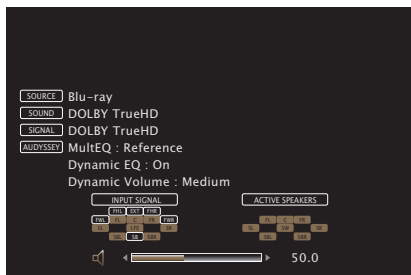 SOURCE Blu-ray
SOUND DOLBY TrueHD
SIGNAL DOLBY TrueHD
AUDYSSEY MultEQ : Reference
Dynamic EQ : On
Dynamic Volume : Medium
INPUT SIGNAL ACTIVE SPEAKERS
FHL EXT FHR
FWL FL C FR FWR FL C FR
SL LFE SR SL SW SR
SBL SB SBR SBL SBR
50.0